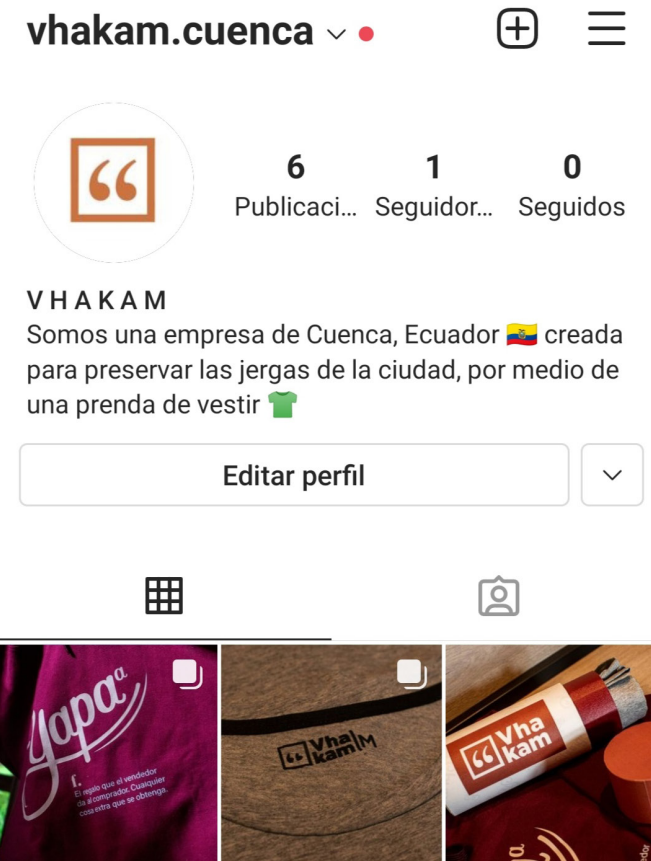 vhakam.cuenca
6 1 0
Publicaci... Seguidor... Seguidos
VHAKAM
Somos una empresa de Cuenca, Ecuador 🇪🇨 creada
para preservar las jergas de la ciudad, por medio de
una prenda de vestir 👕
Editar perfil
Yapaª
f.
El regalo que el vendedor
da al comprador. Cualquier
cosa extra que se obtenga.
Vha
kam M
Vha
kam